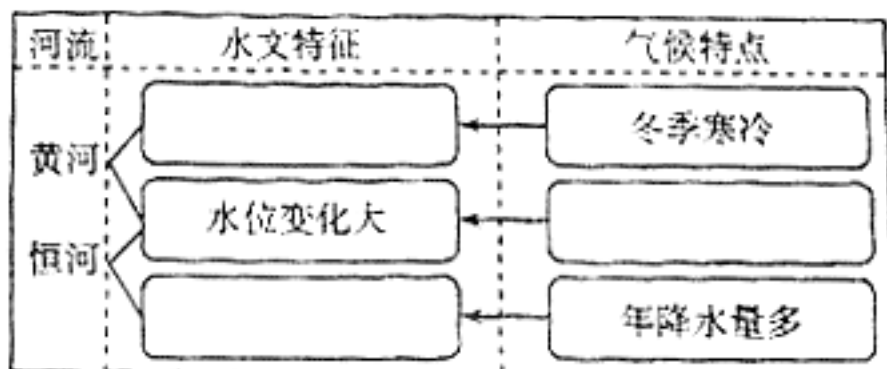 河流 水文特征 气候特点
冬季寒冷
黄河
水位变化大
恒河
年降水量多